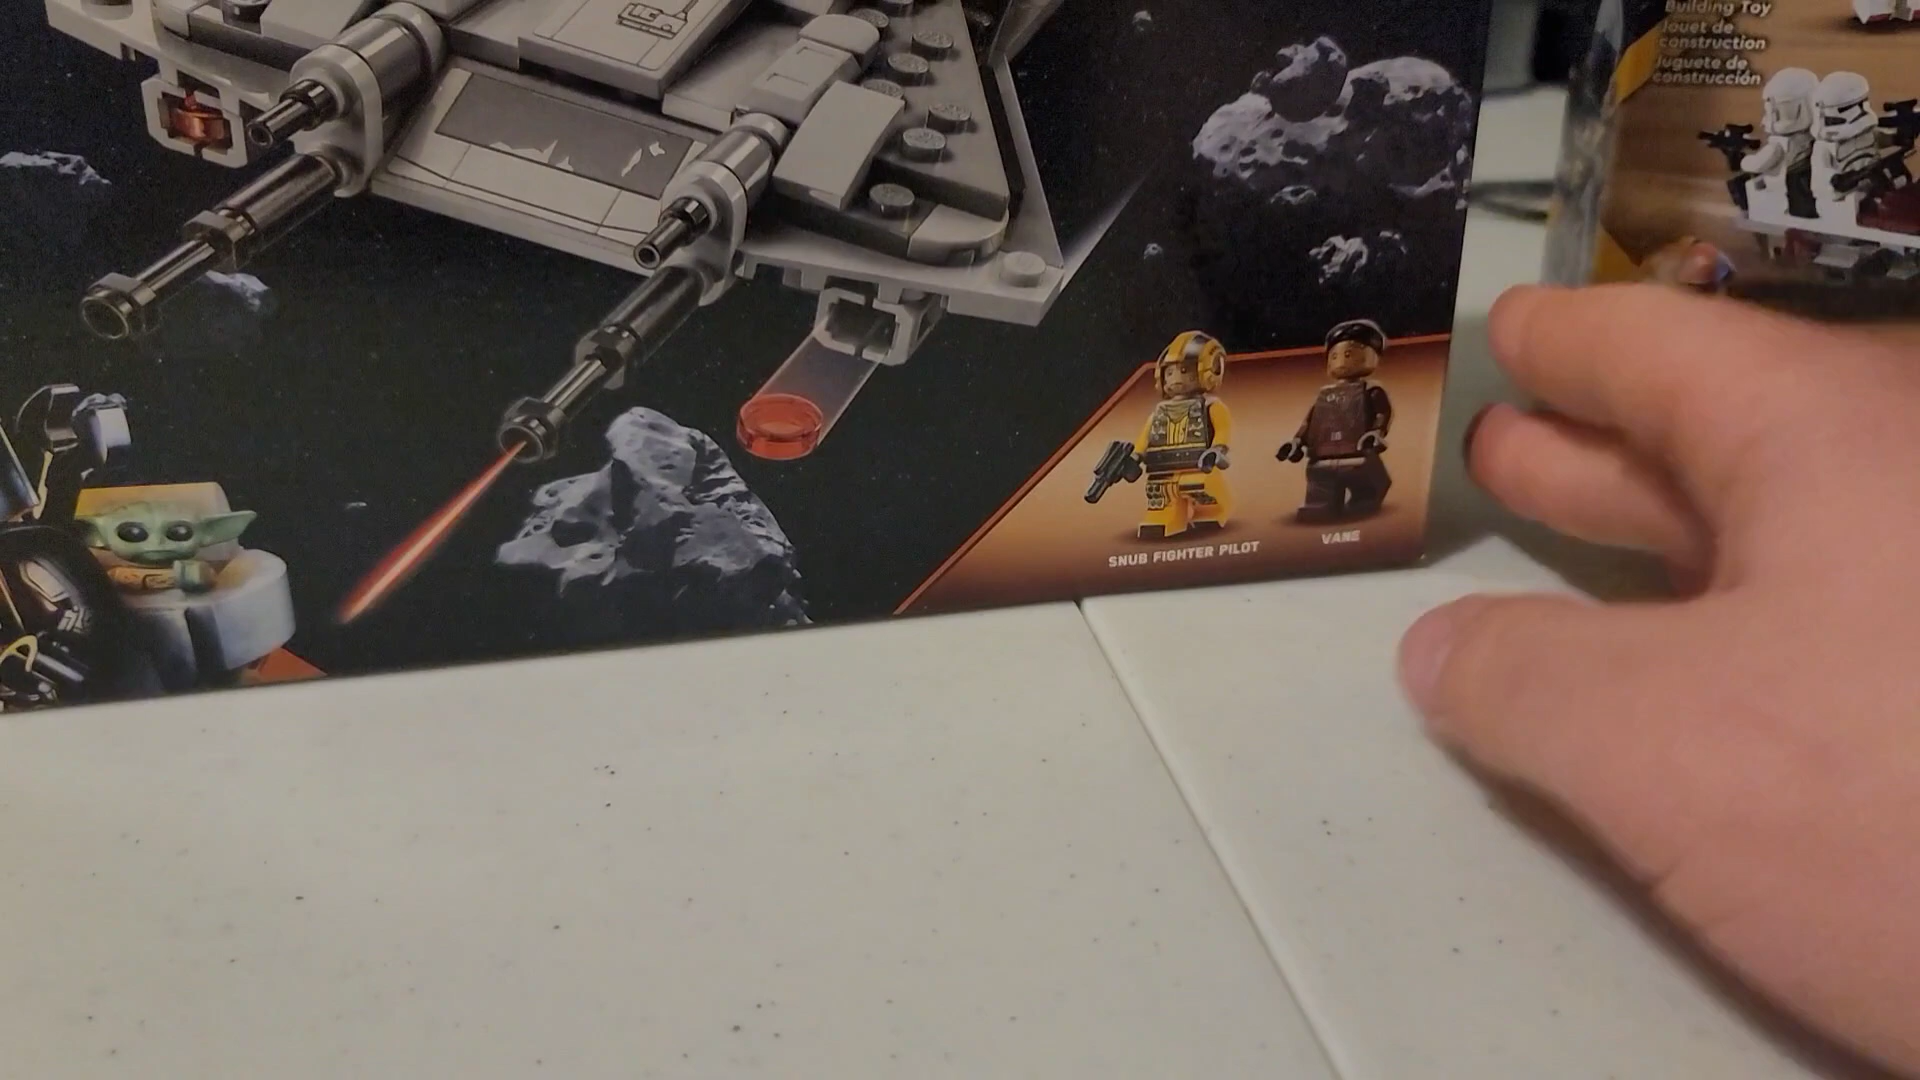 Building Toy
Jouet de
construction
Juguete de
construcción
SNUB FIGHTER PILOT
VANE